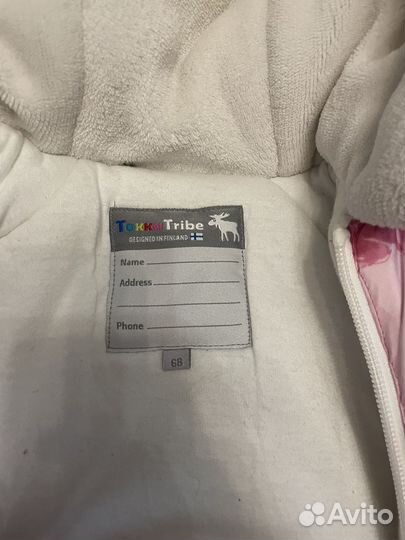 TokkaTribe
DESIGNED IN FINLAND
Name
Address
Phone
68
Avito